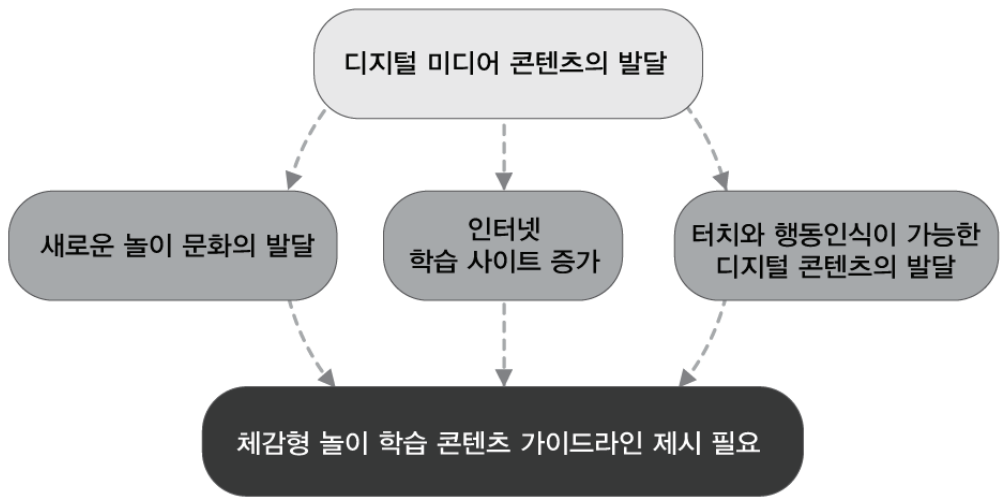 디지털 미디어 콘텐츠의 발달
새로운 놀이 문화의 발달
인터넷
학습 사이트 증가
터치와 행동인식이 가능한
디지털 콘텐츠의 발달
체감형 놀이 학습 콘텐츠 가이드라인 제시 필요